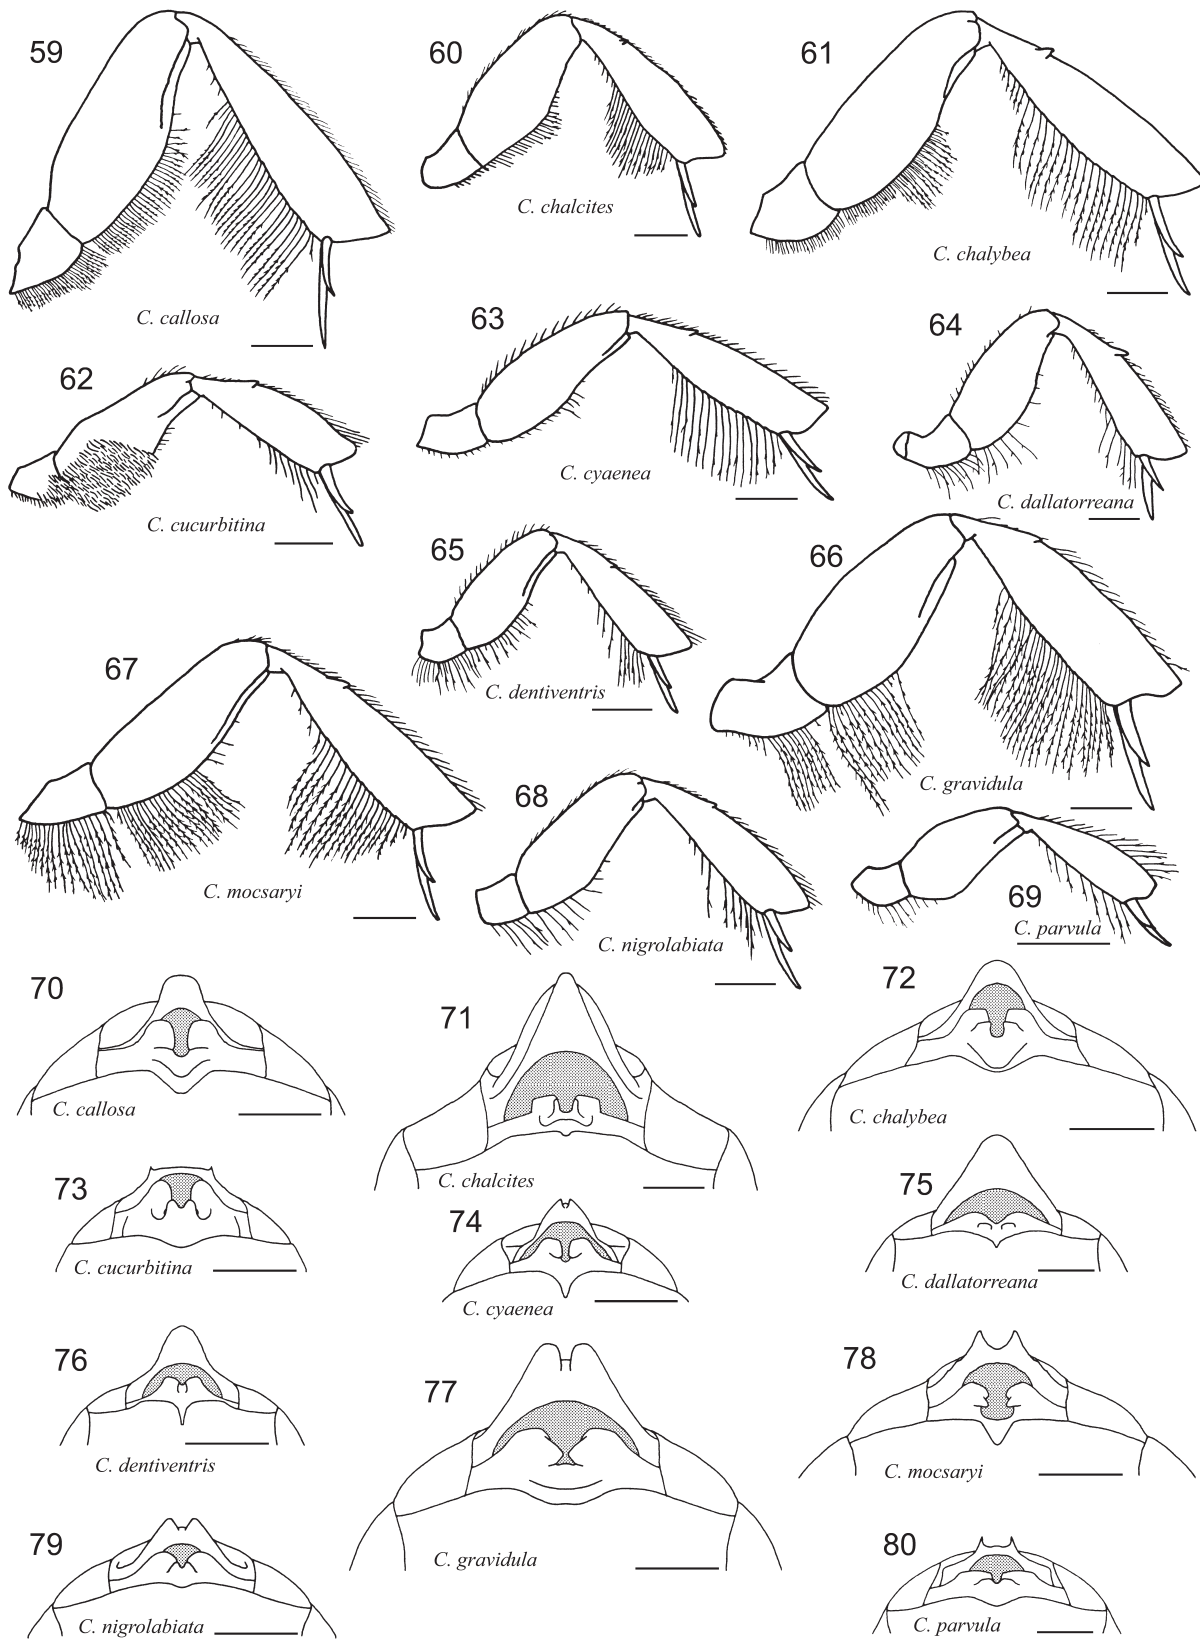 59
C. callosa
60
C. chalcites
61
C. chalybea
62
C. cucurbitina
63
C. cyaenea
64
C. dallatorreana
65
C. dentiventris
66
C. gravidula
67
C. mocsaryi
68
C. nigrolabiata
69
C. parvula
70
C. callosa
71
C. chalcites
72
C. chalybea
73
C. cucurbitina
74
C. cyaenea
75
C. dallatorreana
76
C. dentiventris
77
C. gravidula
78
C. mocsaryi
79
C. nigrolabiata
80
C. parvula